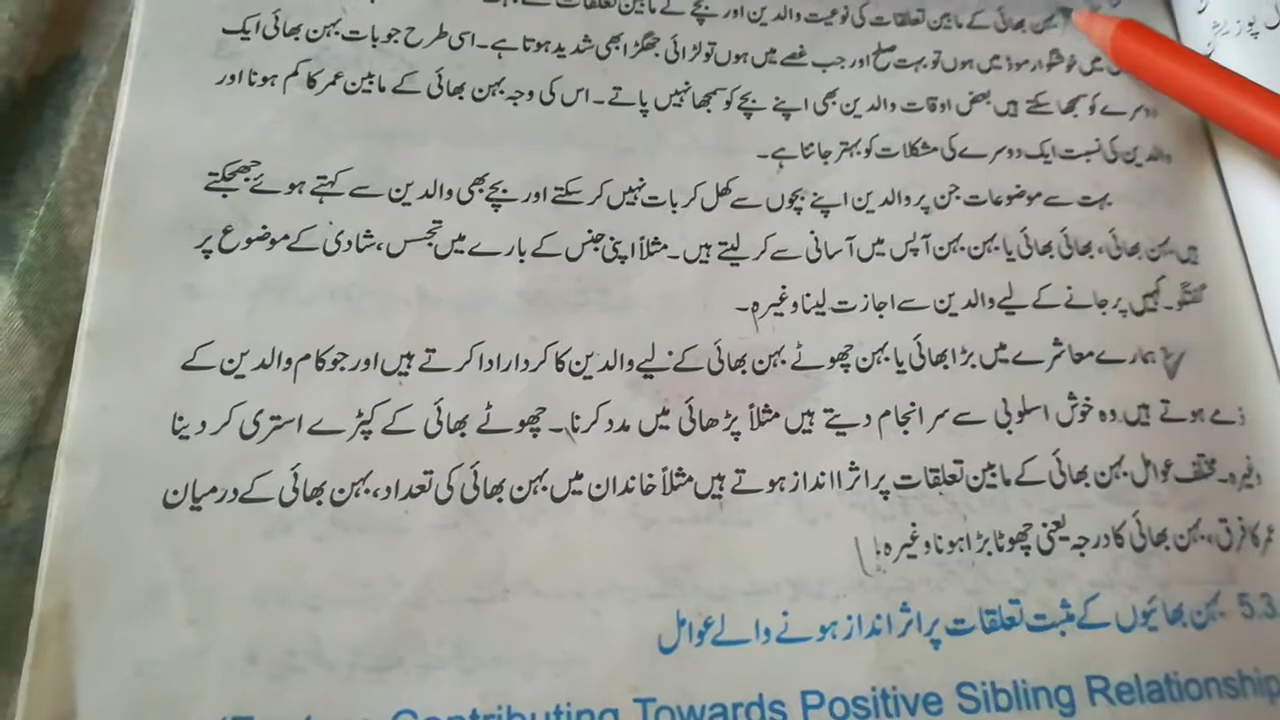 بہن بھائی کے مابین تعلقات کی نوعیت والدین اور بچے کے مابین تعلقات سے
میں خوشگوار موڈ میں ہوں تو بہت صلح اور جب غصے میں ہوں تو لڑائی جھگڑا بھی شدید ہوتا ہے۔ اسی طرح جو بات بہن بھائی ایک
دوسرے کو سمجھا سکتے ہیں بعض اوقات والدین بھی اپنے بچے کو سمجھا نہیں پاتے۔ اس کی وجہ بہن بھائی کے مابین عمر کا کم ہونا اور
والدین کی نسبت ایک دوسرے کی مشکلات کو بہتر جانتا ہے۔
بہت سے موضوعات جن پر والدین اپنے بچوں سے کھل کر بات نہیں کر سکتے اور بچے بھی والدین سے کہتے ہوئے جھجکتے
ہیں بہن بھائی، بھائی بھائی یا بہن بہن آپس میں آسانی سے کر لیتے ہیں۔ مثلاً اپنی جنس کے بارے میں تجسس، شادی کے موضوع پر
گفتگو۔ کہیں پر جانے کے لیے والدین سے اجازت لینا وغیرہ۔
ہمارے معاشرے میں بڑا بھائی یا بہن چھوٹے بہن بھائی کے لیے والدین کا کردار ادا کرتے ہیں اور جو کام والدین کے
ذمے ہوتے ہیں وہ خوش اسلوبی سے سر انجام دیتے ہیں مثلاً پڑھائی میں مدد کرنا۔ چھوٹے بھائی کے کپڑے استری کر دینا
وغیرہ۔ مختلف عوامل بہن بھائی کے مابین تعلقات پر اثر انداز ہوتے ہیں مثلاً خاندان میں بہن بھائی کی تعداد، بہن بھائی کے درمیان
عمر کا فرق، بہن بھائی کا درجہ یعنی چھوٹا بڑا ہونا وغیرہ۔
5.3 بہن بھائیوں کے مثبت تعلقات پر اثر انداز ہونے والے عوامل
Contributing Towards Positive Sibling Relationship